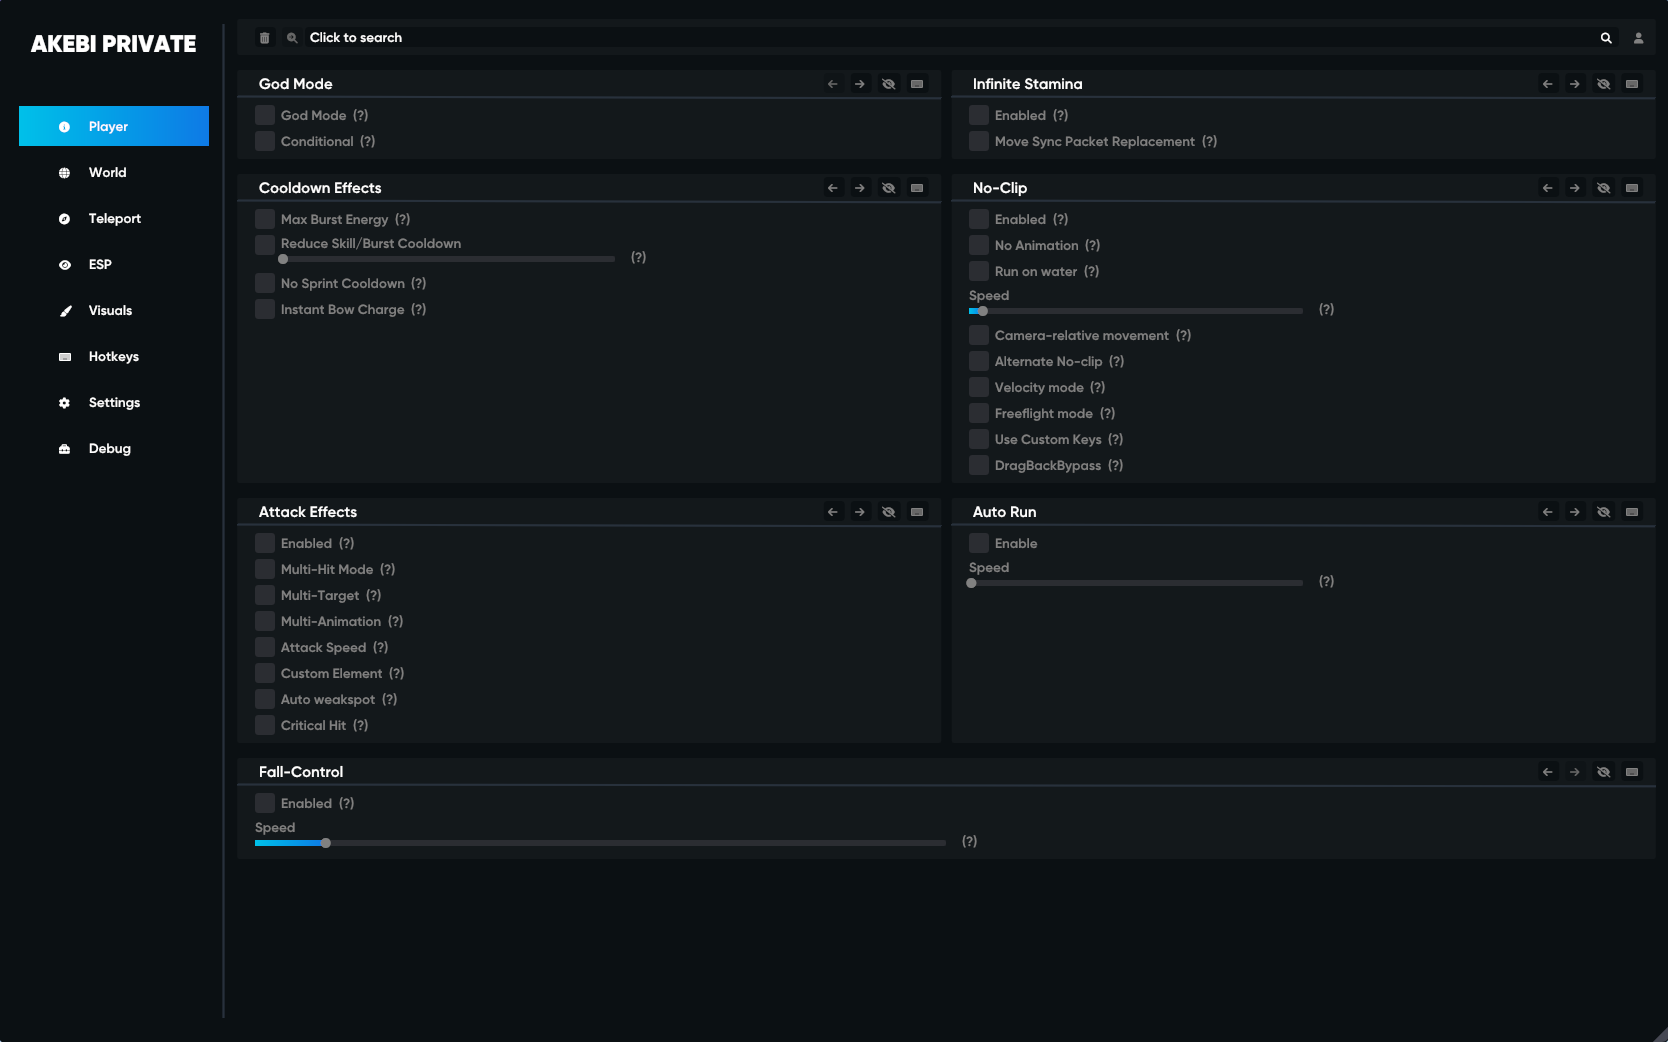 AKEBI PRIVATE
Player
World
Teleport
ESP
Visuals
Hotkeys
Settings
Debug
Click to search
God Mode
God Mode (?)
Conditional (?)
Infinite Stamina
Enabled (?)
Move Sync Packet Replacement (?)
Cooldown Effects
Max Burst Energy (?)
Reduce Skill/Burst Cooldown
(?)
No Sprint Cooldown (?)
Instant Bow Charge (?)
No-Clip
Enabled (?)
No Animation (?)
Run on water (?)
Speed
(?)
Camera-relative movement (?)
Alternate No-clip (?)
Velocity mode (?)
Freeflight mode (?)
Use Custom Keys (?)
DragBackBypass (?)
Attack Effects
Enabled (?)
Multi-Hit Mode (?)
Multi-Target (?)
Multi-Animation (?)
Attack Speed (?)
Custom Element (?)
Auto weakspot (?)
Critical Hit (?)
Auto Run
Enable
Speed
(?)
Fall-Control
Enabled (?)
Speed
(?)